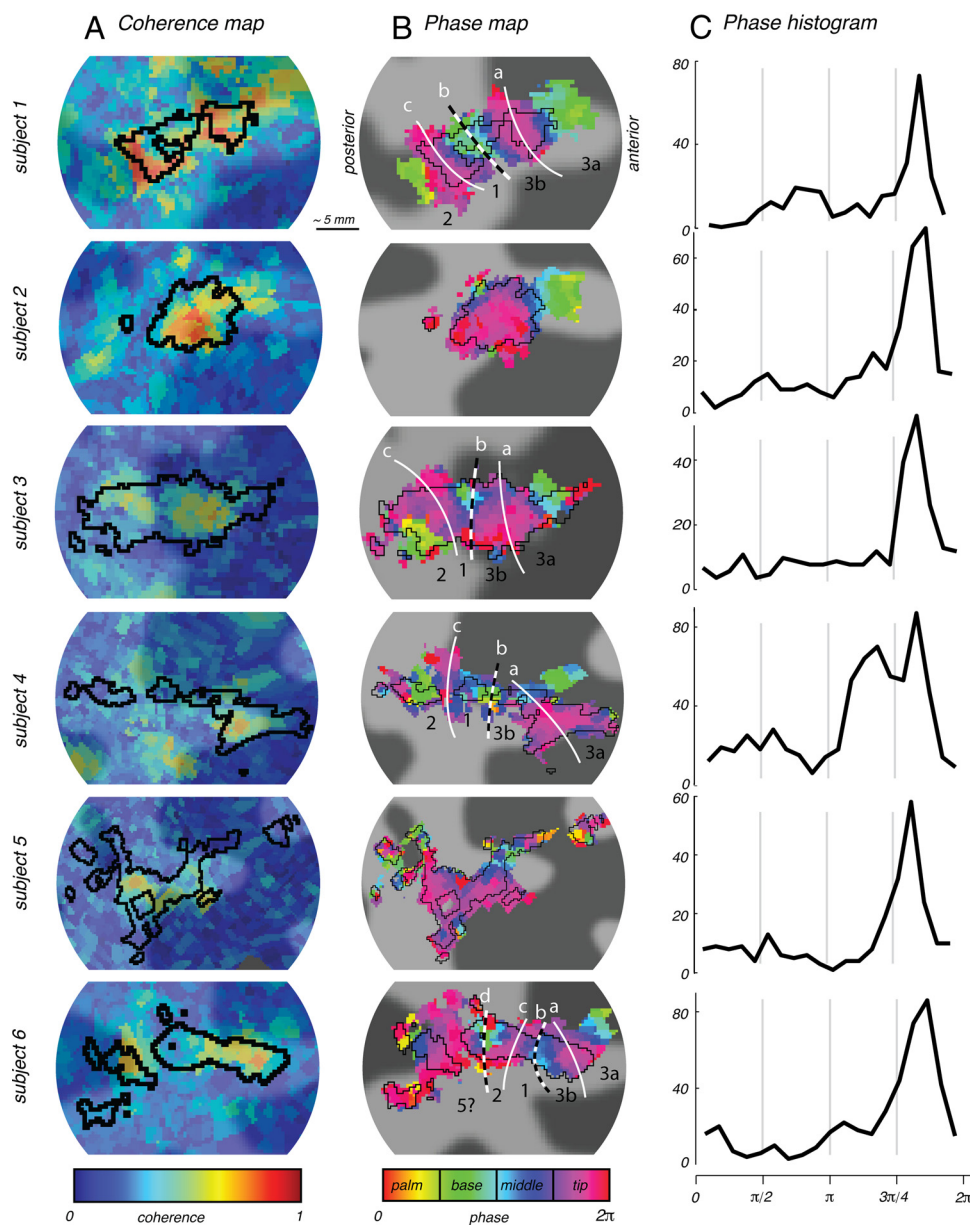 A Coherence map
B Phase map
C Phase histogram
subject 1
posterior
anterior
a
b
c
3a
3b
1
2
~ 5 mm
80
40
0
subject 2
60
40
20
0
subject 3
b
a
c
2
1
3b
3a
40
20
0
subject 4
c
b
a
2
1
3b
3a
80
40
0
subject 5
60
40
20
0
subject 6
d
c
b
a
5?
2
1
3b
3a
80
40
0
0 π/2 π 3π/4 2π
palm base middle tip
0 coherence 1
0 phase 2π